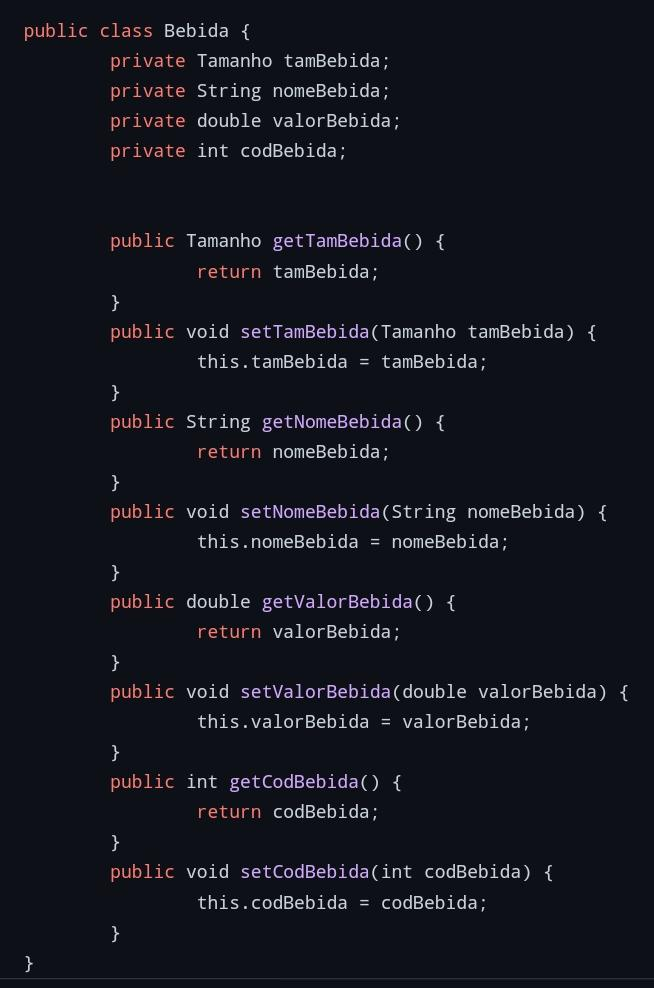 public class Bebida {
        private Tamanho tamBebida;
        private String nomeBebida;
        private double valorBebida;
        private int codBebida;


        public Tamanho getTamBebida() {
                return tamBebida;
        }
        public void setTamBebida(Tamanho tamBebida) {
                this.tamBebida = tamBebida;
        }
        public String getNomeBebida() {
                return nomeBebida;
        }
        public void setNomeBebida(String nomeBebida) {
                this.nomeBebida = nomeBebida;
        }
        public double getValorBebida() {
                return valorBebida;
        }
        public void setValorBebida(double valorBebida) {
                this.valorBebida = valorBebida;
        }
        public int getCodBebida() {
                return codBebida;
        }
        public void setCodBebida(int codBebida) {
                this.codBebida = codBebida;
        }
}